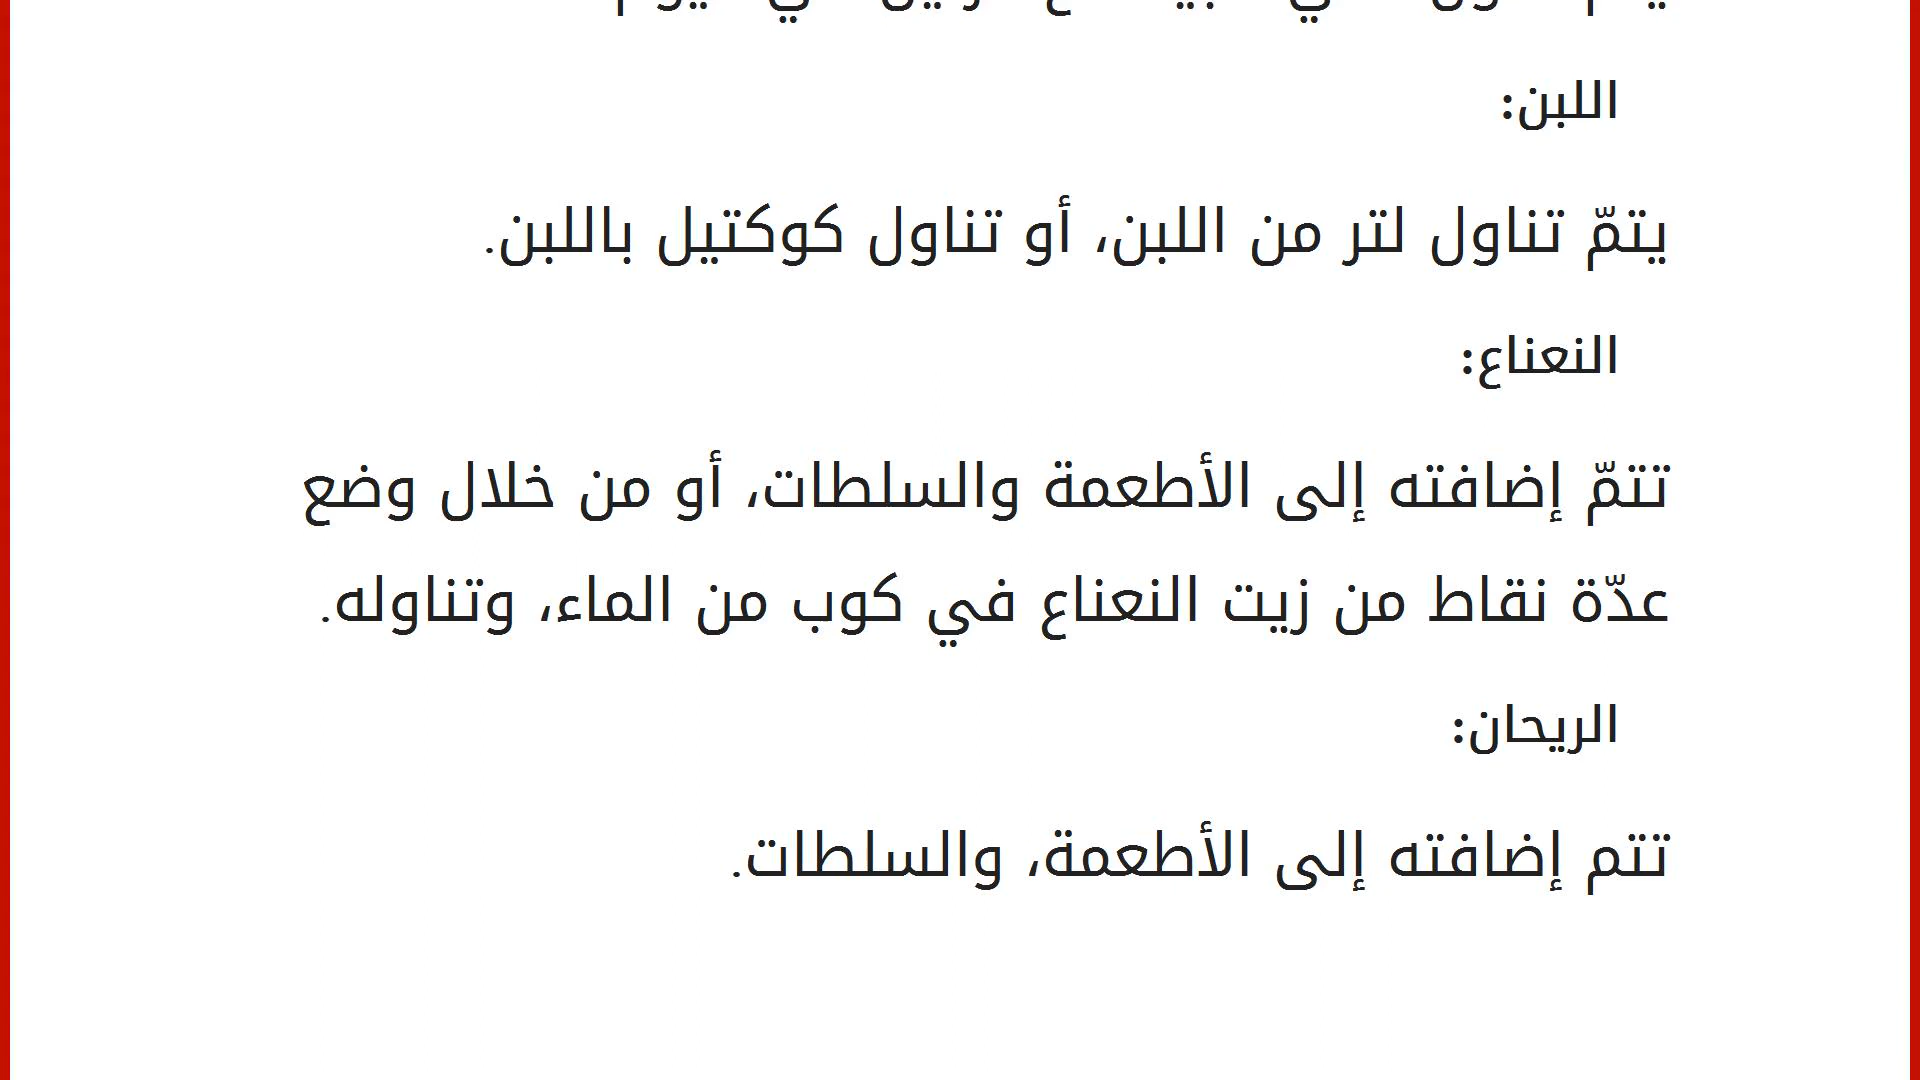 اللبن:
يتمّ تناول لتر من اللبن، أو تناول كوكتيل باللبن.
النعناع:
تتمّ إضافته إلى الأطعمة والسلطات، أو من خلال وضع
عدّة نقاط من زيت النعناع في كوب من الماء، وتناوله.
الريحان:
تتم إضافته إلى الأطعمة، والسلطات.